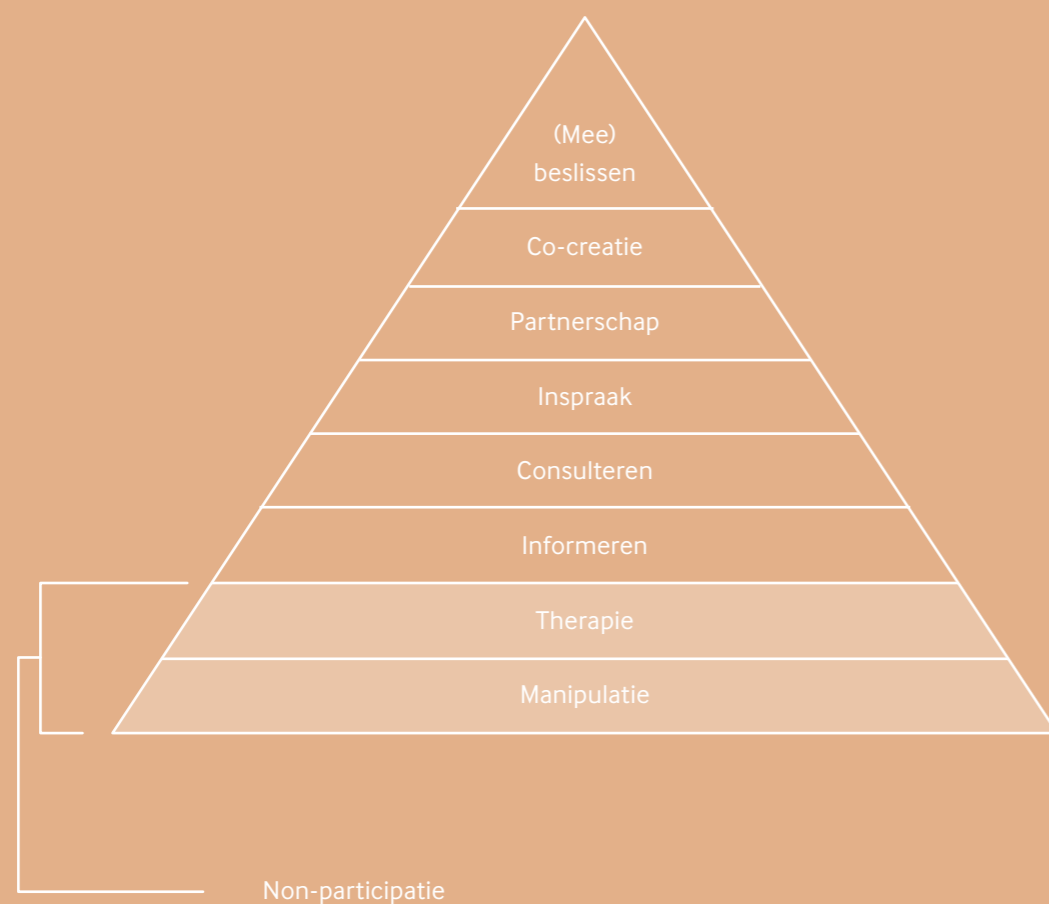 (Mee)
beslissen
Co-creatie
Partnerschap
Inspraak
Consulteren
Informeren
Therapie
Manipulatie
Non-participatie